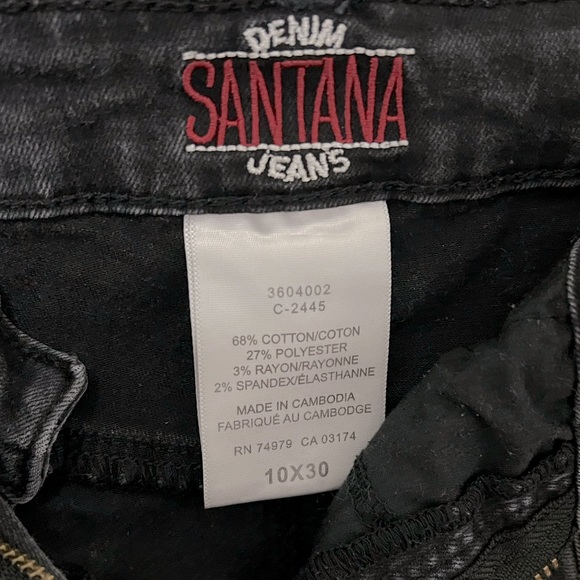 DENIM
SANTANA
JEANS
3604002
C-2445
68% COTTON/COTON
27% POLYESTER
3% RAYON/RAYONNE
2% SPANDEX/ÉLASTHANNE
MADE IN CAMBODIA
FABRIQUÉ AU CAMBODGE
RN 74979 CA 03174
10X30